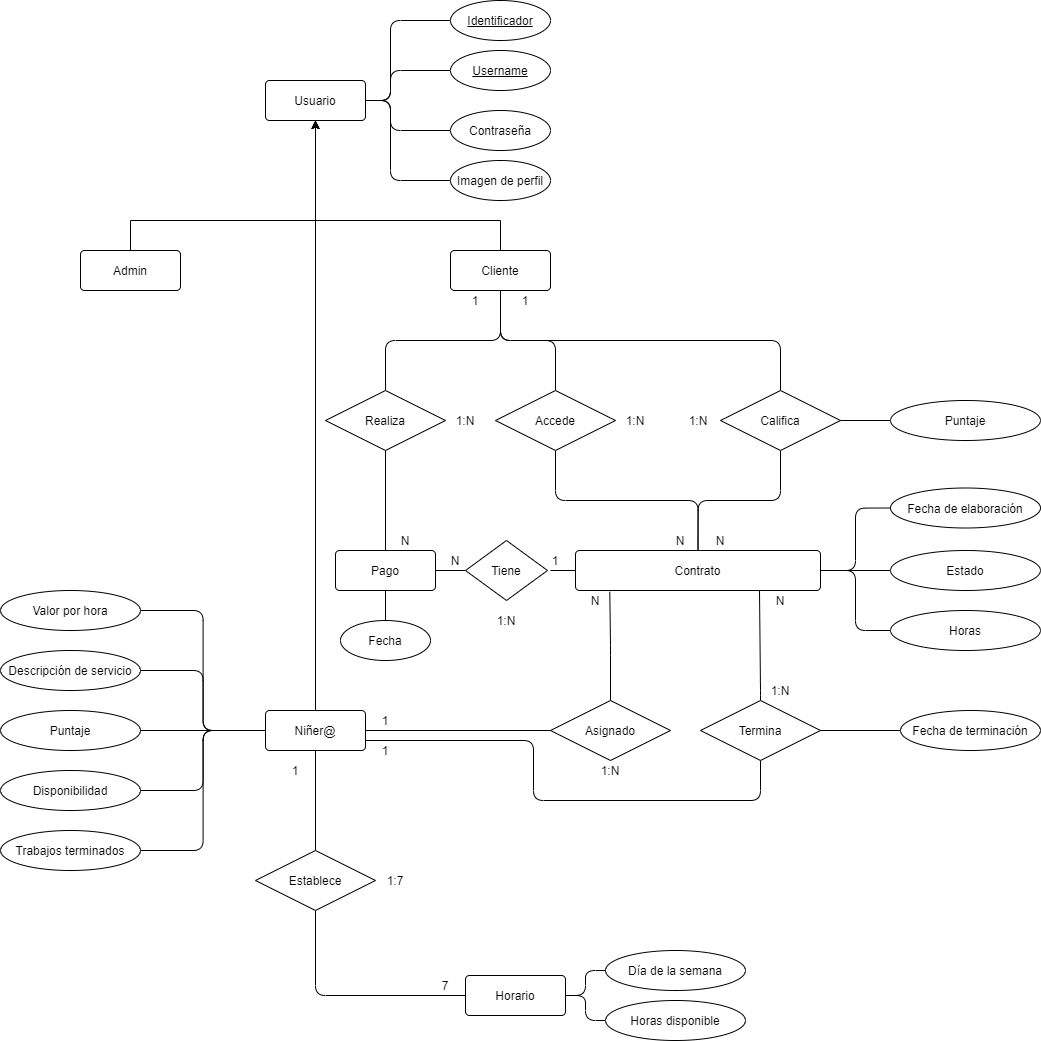 Identificador
Username
Usuario
Contraseña
Imagen de perfil
Admin
Cliente
1
1
Realiza
1:N
Accede
1:N
1:N
Califica
Puntaje
Fecha de elaboración
N
N
N
Pago
N
Tiene
1
Contrato
Estado
1:N
N
N
Horas
Fecha
Valor por hora
Descripción de servicio
1:N
Puntaje
Niñer@
1
Asignado
Termina
Fecha de terminación
1
1
1:N
Disponibilidad
Trabajos terminados
Establece
1:7
Día de la semana
7
Horario
Horas disponible